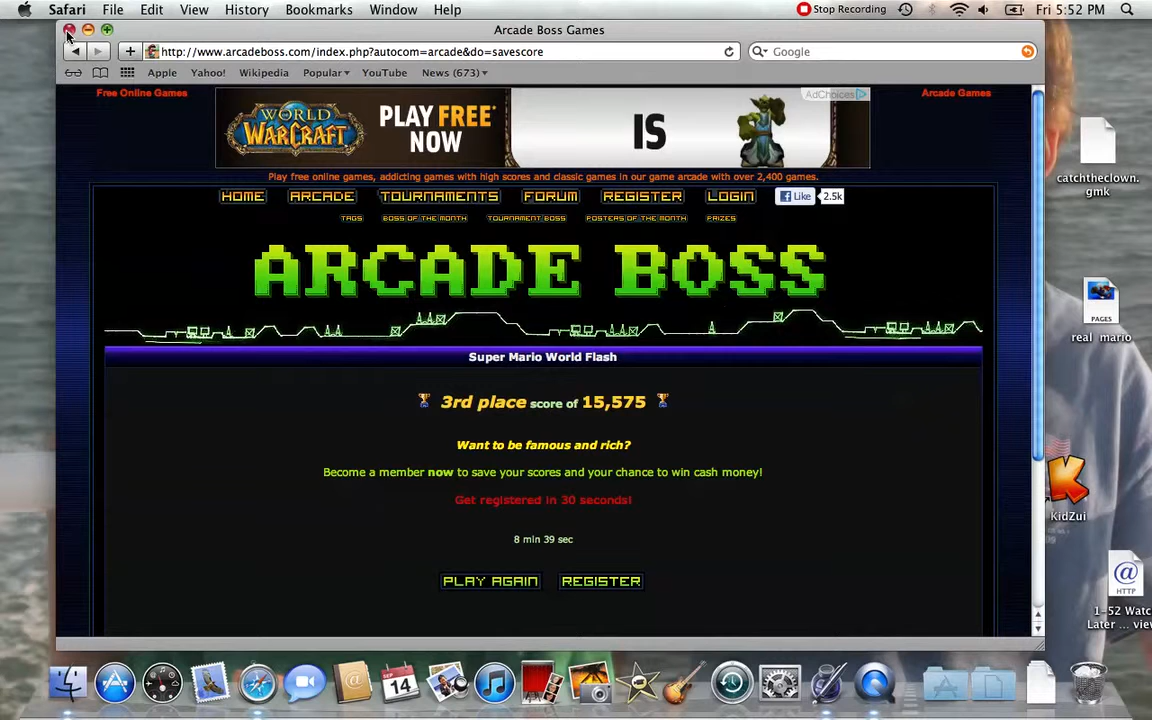 Safari File Edit View History Bookmarks Window Help Stop Recording Fri 5:52 PM
Arcade Boss Games
http://www.arcadeboss.com/index.php?autocom=arcade&do=savescore Google
Apple Yahoo! Wikipedia Popular YouTube News (673)
Free Online Games
Arcade Games
WORLD OF WARCRAFT
PLAY FREE NOW
IS
AdChoices
Play free online games, addicting games with high scores and classic games in our game arcade with over 2,400 games.
HOME ARCADE TOURNAMENTS FORUM REGISTER LOGIN Like 2.5k
TAGS BOSS OF THE MONTH TOURNAMENT BOSS POSTERS OF THE MONTH PRIZES
ARCADE BOSS
Super Mario World Flash
3rd place score of 15,575
Want to be famous and rich?
Become a member now to save your scores and your chance to win cash money!
Get registered in 30 seconds!
8 min 39 sec
PLAY AGAIN REGISTER
catchtheclown.
gmk
PAGES
real mario
KidZui
HTTP
1-52 Watc
Later ... view
SEP
14